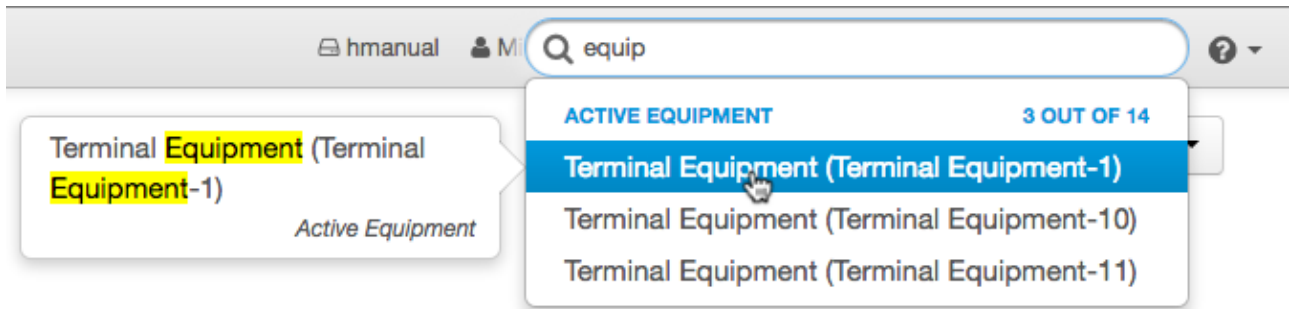 hmanual Mi equip
ACTIVE EQUIPMENT 3 OUT OF 14
Terminal Equipment (Terminal Equipment-1)
Terminal Equipment (Terminal Equipment-10)
Terminal Equipment (Terminal Equipment-11)
Terminal Equipment (Terminal
Equipment-1)
Active Equipment